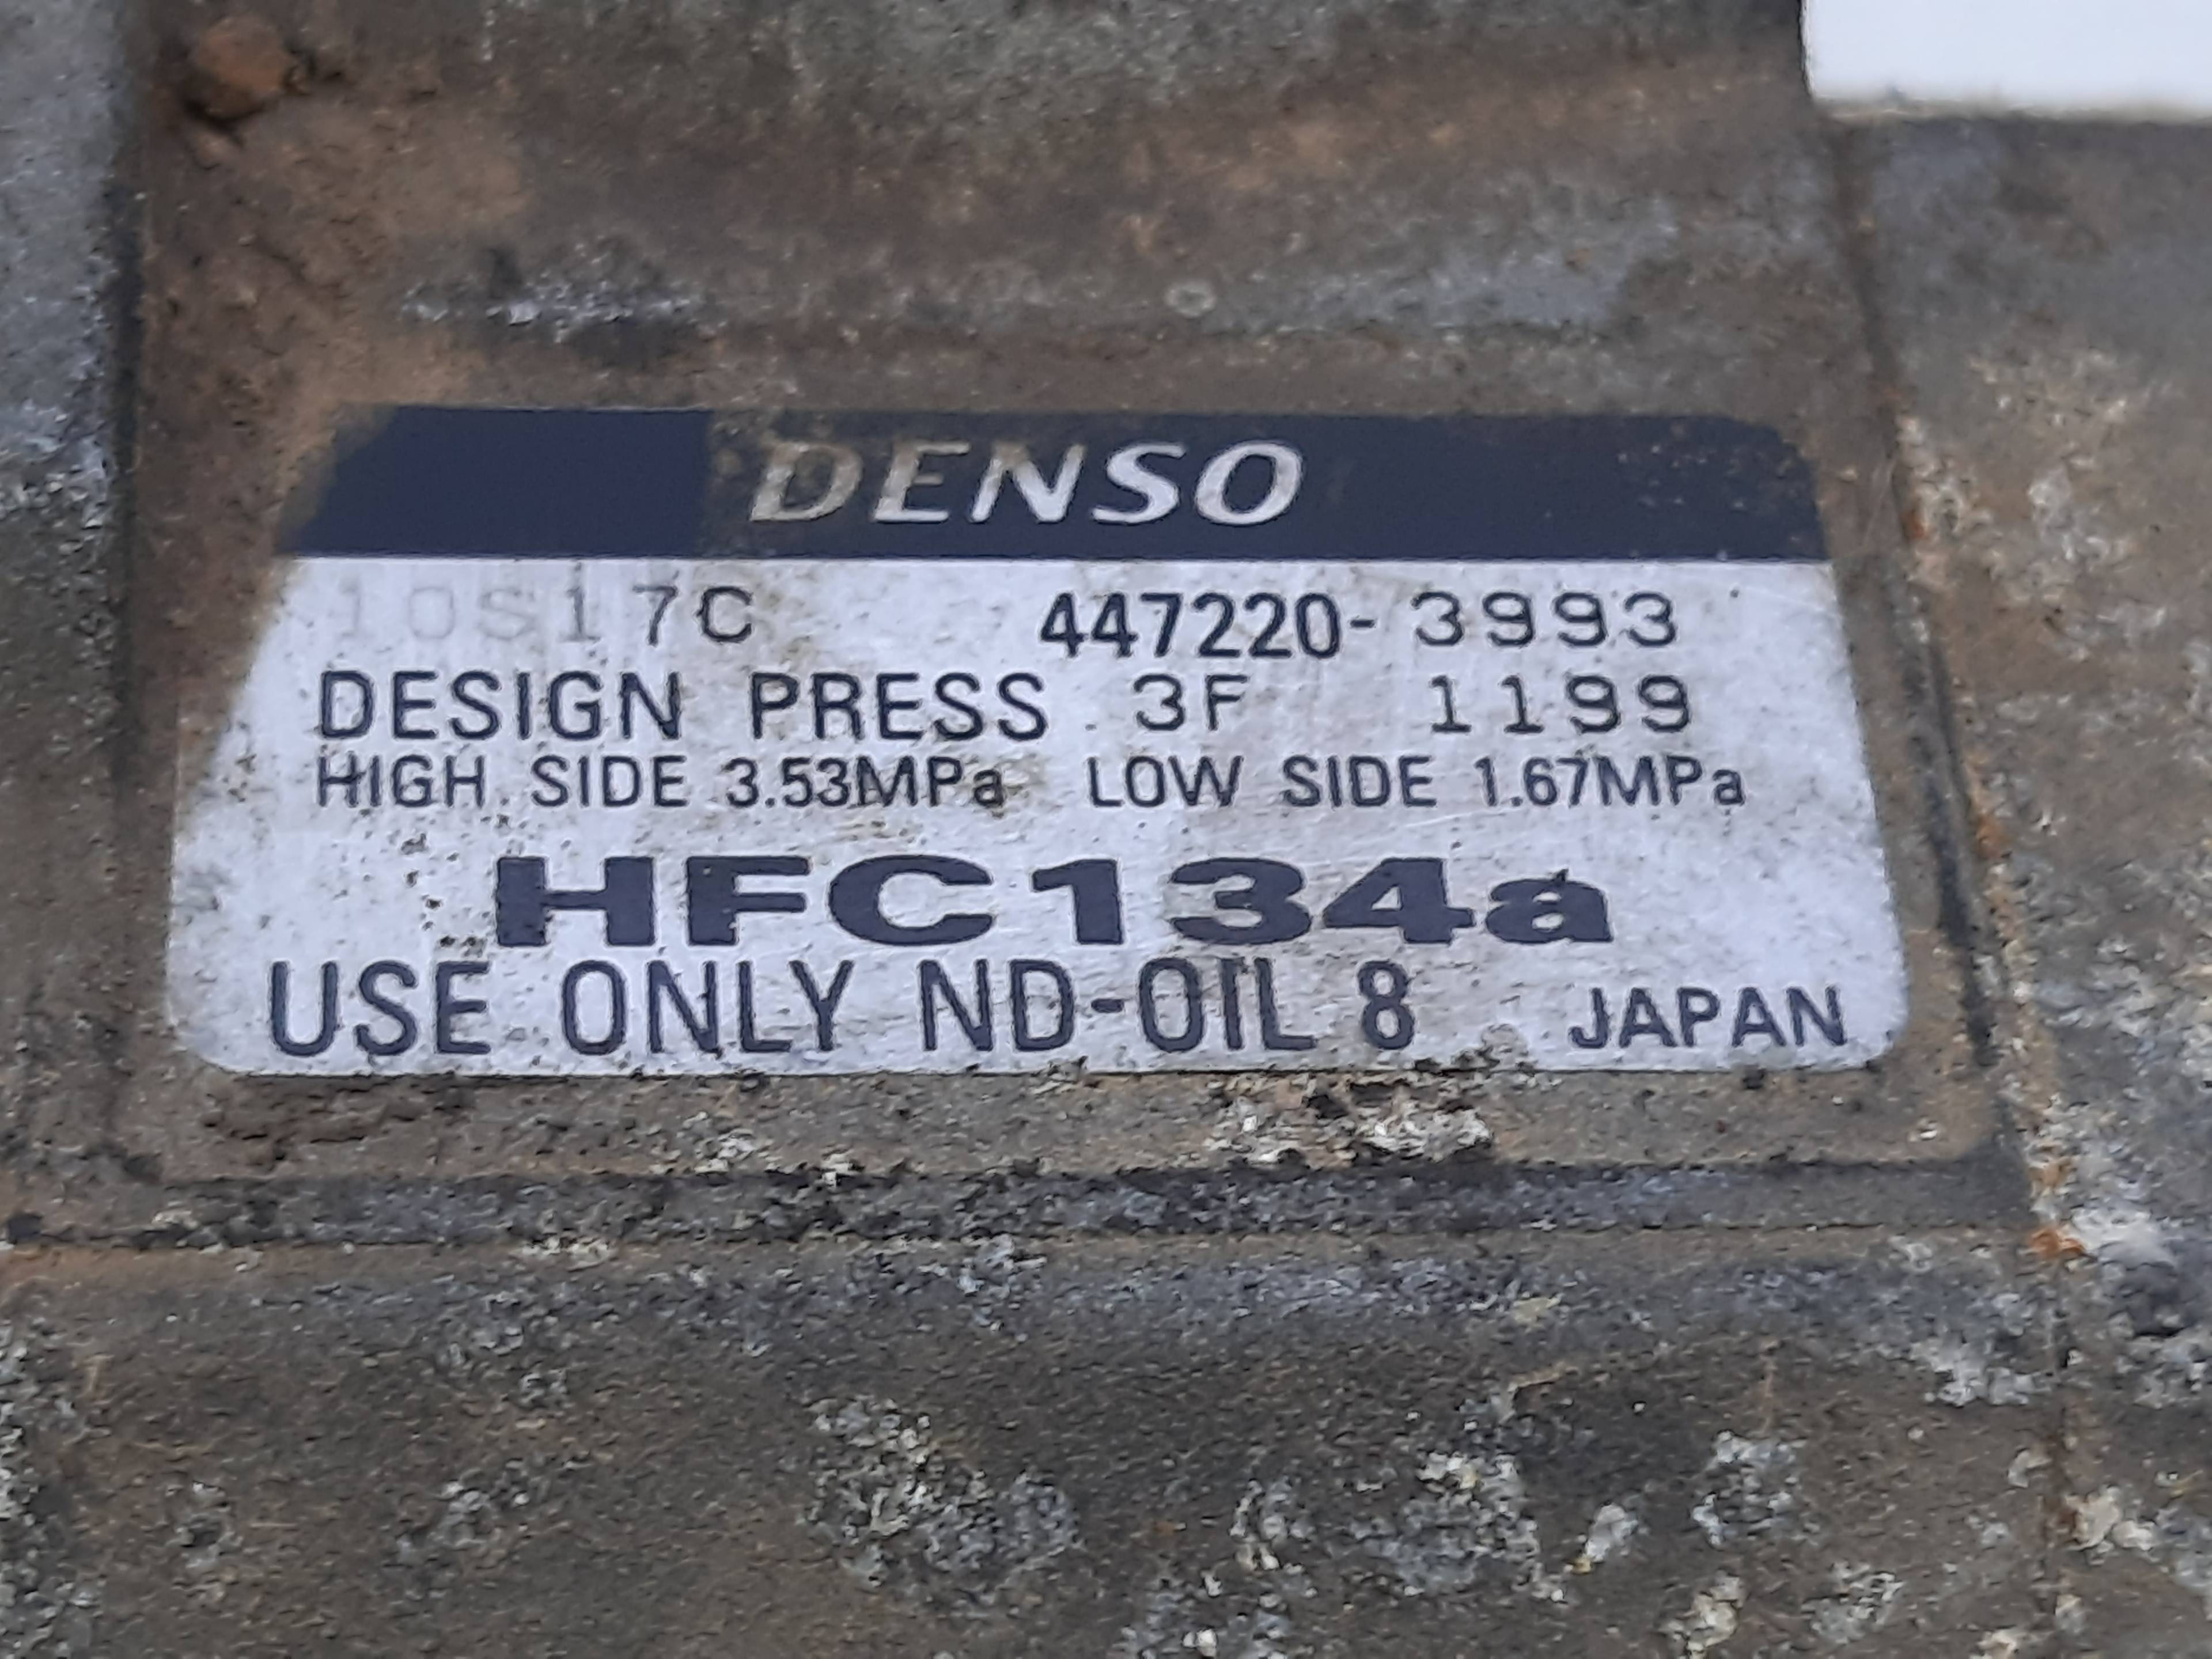 DENSO
10S17C 447220-3993
DESIGN PRESS 3F 1199
HIGH SIDE 3.53MPa LOW SIDE 1.67MPa
HFC134a
USE ONLY ND-OIL 8 JAPAN